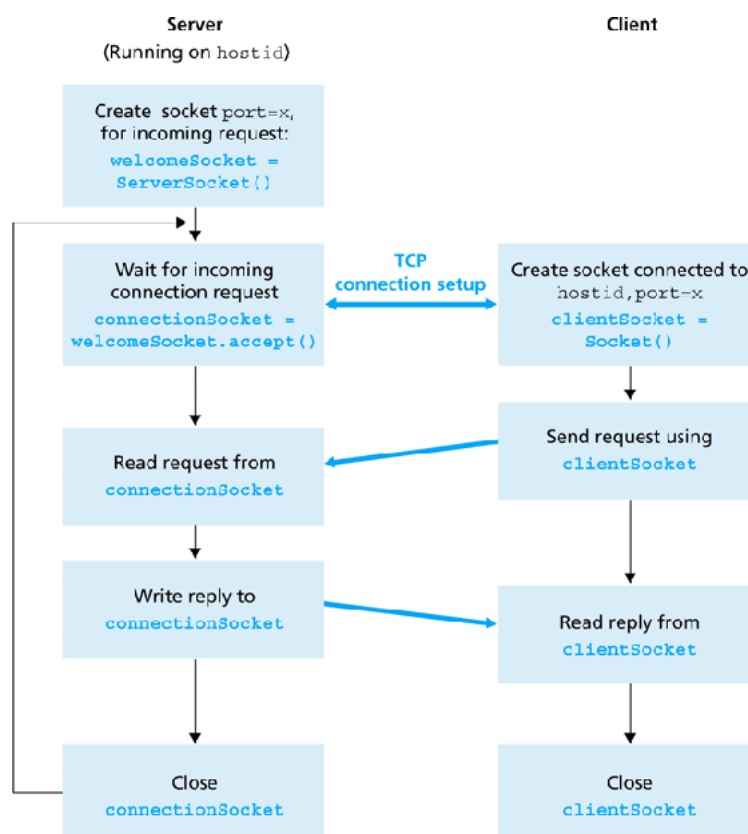 Server
(Running on hostid)
Client
Create socket port=x,
for incoming request:
welcomeSocket =
ServerSocket()
Wait for incoming
connection request
connectionSocket =
welcomeSocket.accept()
TCP
connection setup
Create socket connected to
hostid,port=x
clientSocket =
Socket()
Send request using
clientSocket
Read request from
connectionSocket
Write reply to
connectionSocket
Read reply from
clientSocket
Close
connectionSocket
Close
clientSocket